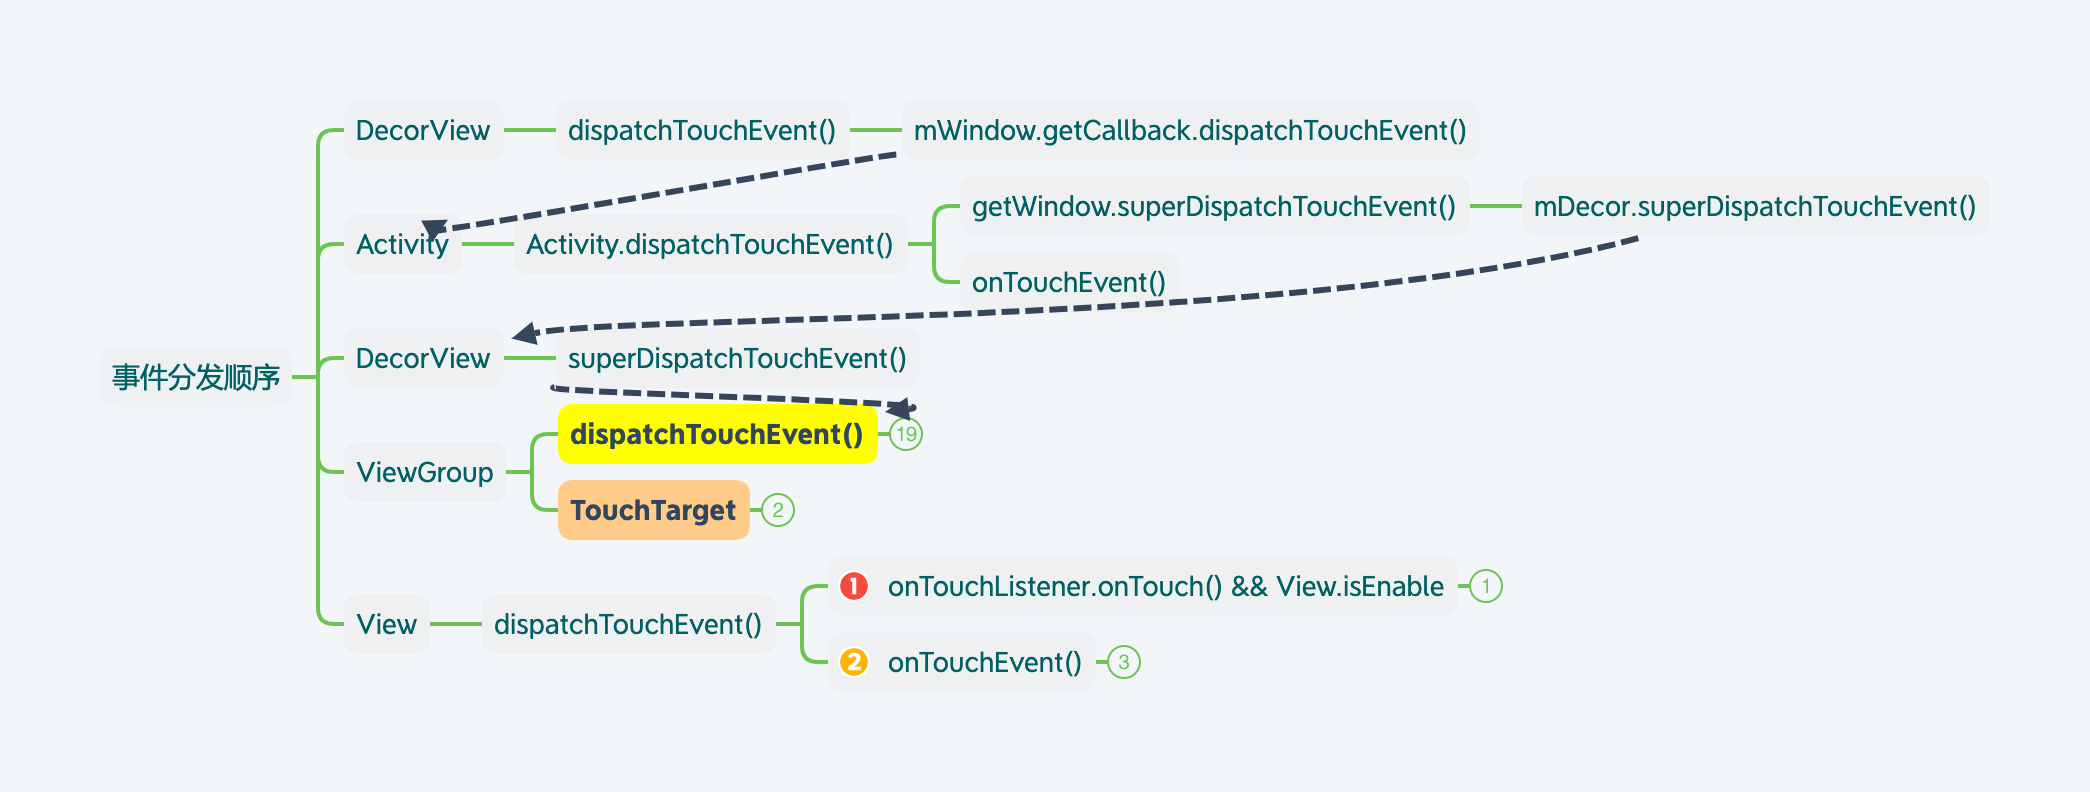 事件分发顺序
DecorView
dispatchTouchEvent()
mWindow.getCallback.dispatchTouchEvent()
Activity
Activity.dispatchTouchEvent()
getWindow.superDispatchTouchEvent()
mDecor.superDispatchTouchEvent()
onTouchEvent()
DecorView
superDispatchTouchEvent()
ViewGroup
dispatchTouchEvent()
19
TouchTarget
2
View
dispatchTouchEvent()
1 onTouchListener.onTouch() && View.isEnable
1
2 onTouchEvent()
3